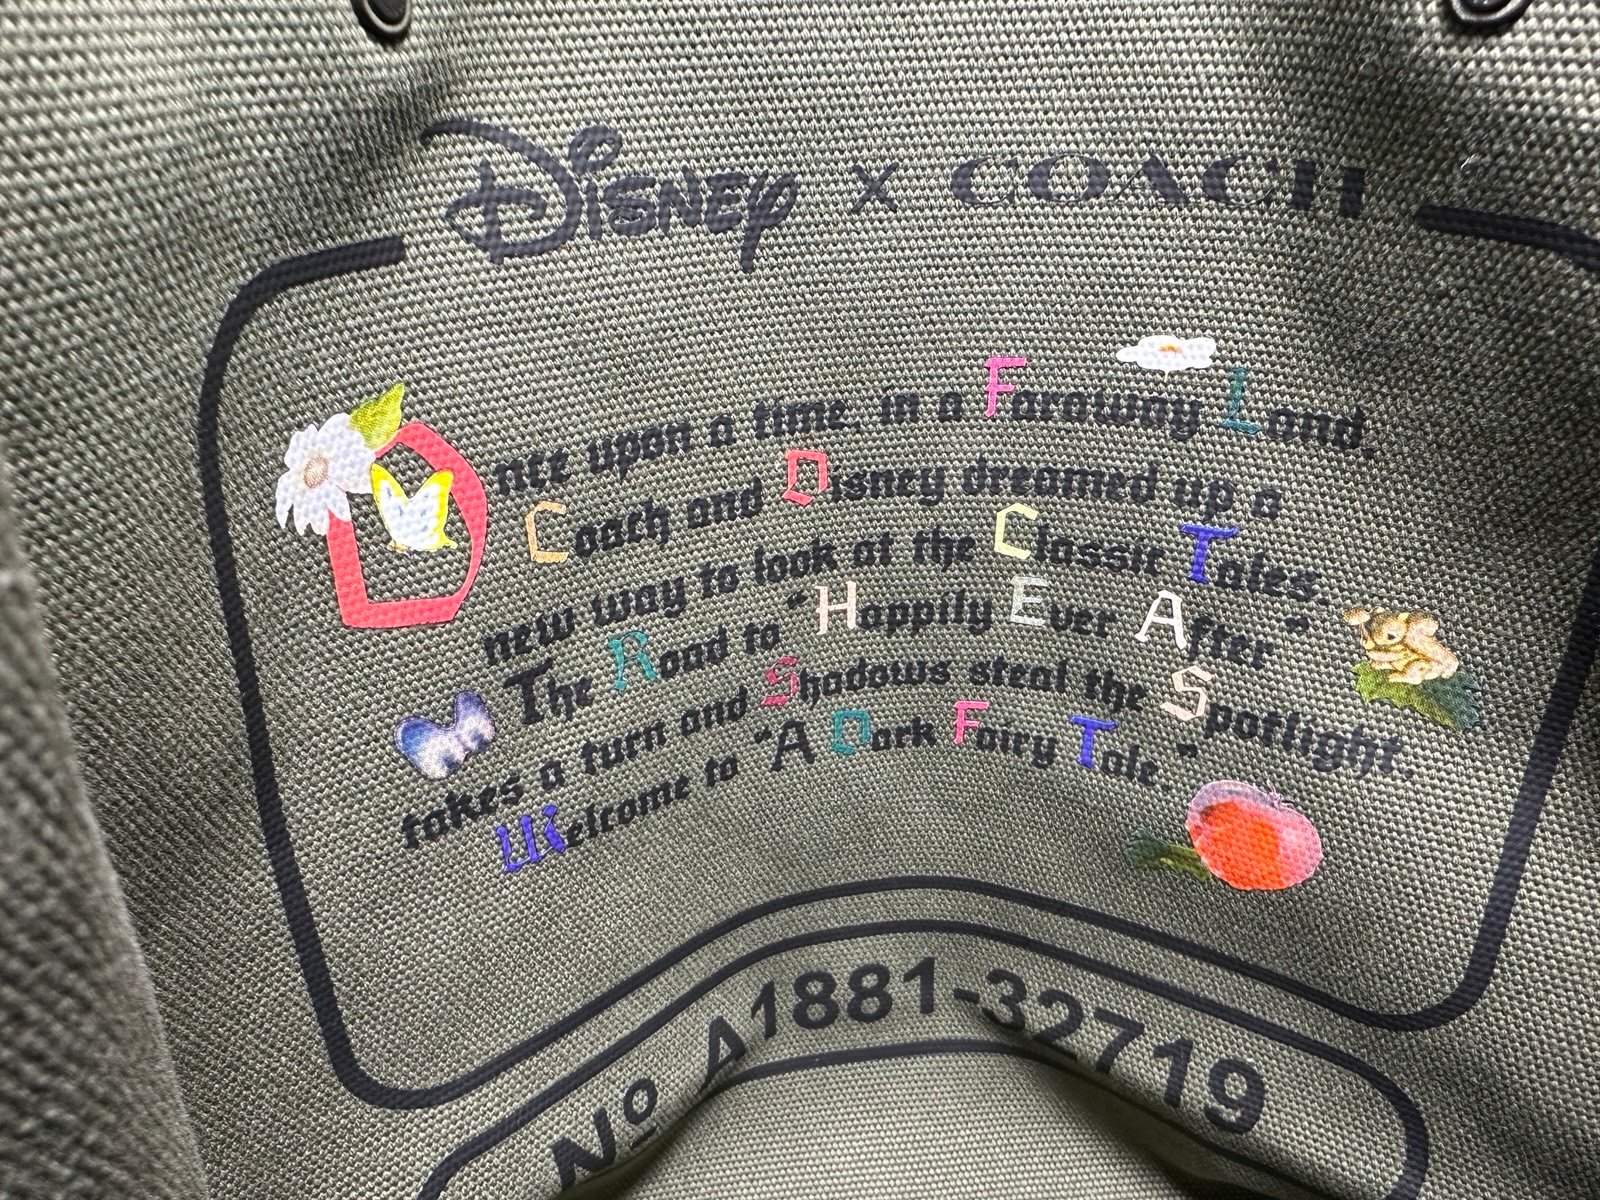 Disney x COACH
Once upon a time, in a Faraway Land,
Coach and Disney dreamed up a
new way to look at the Classic Tales.
The Road to "Happily Ever After"
takes a turn and Shadows steal the Spotlight.
Welcome to "A Dark Fairy Tale."
Nº A1881-32719